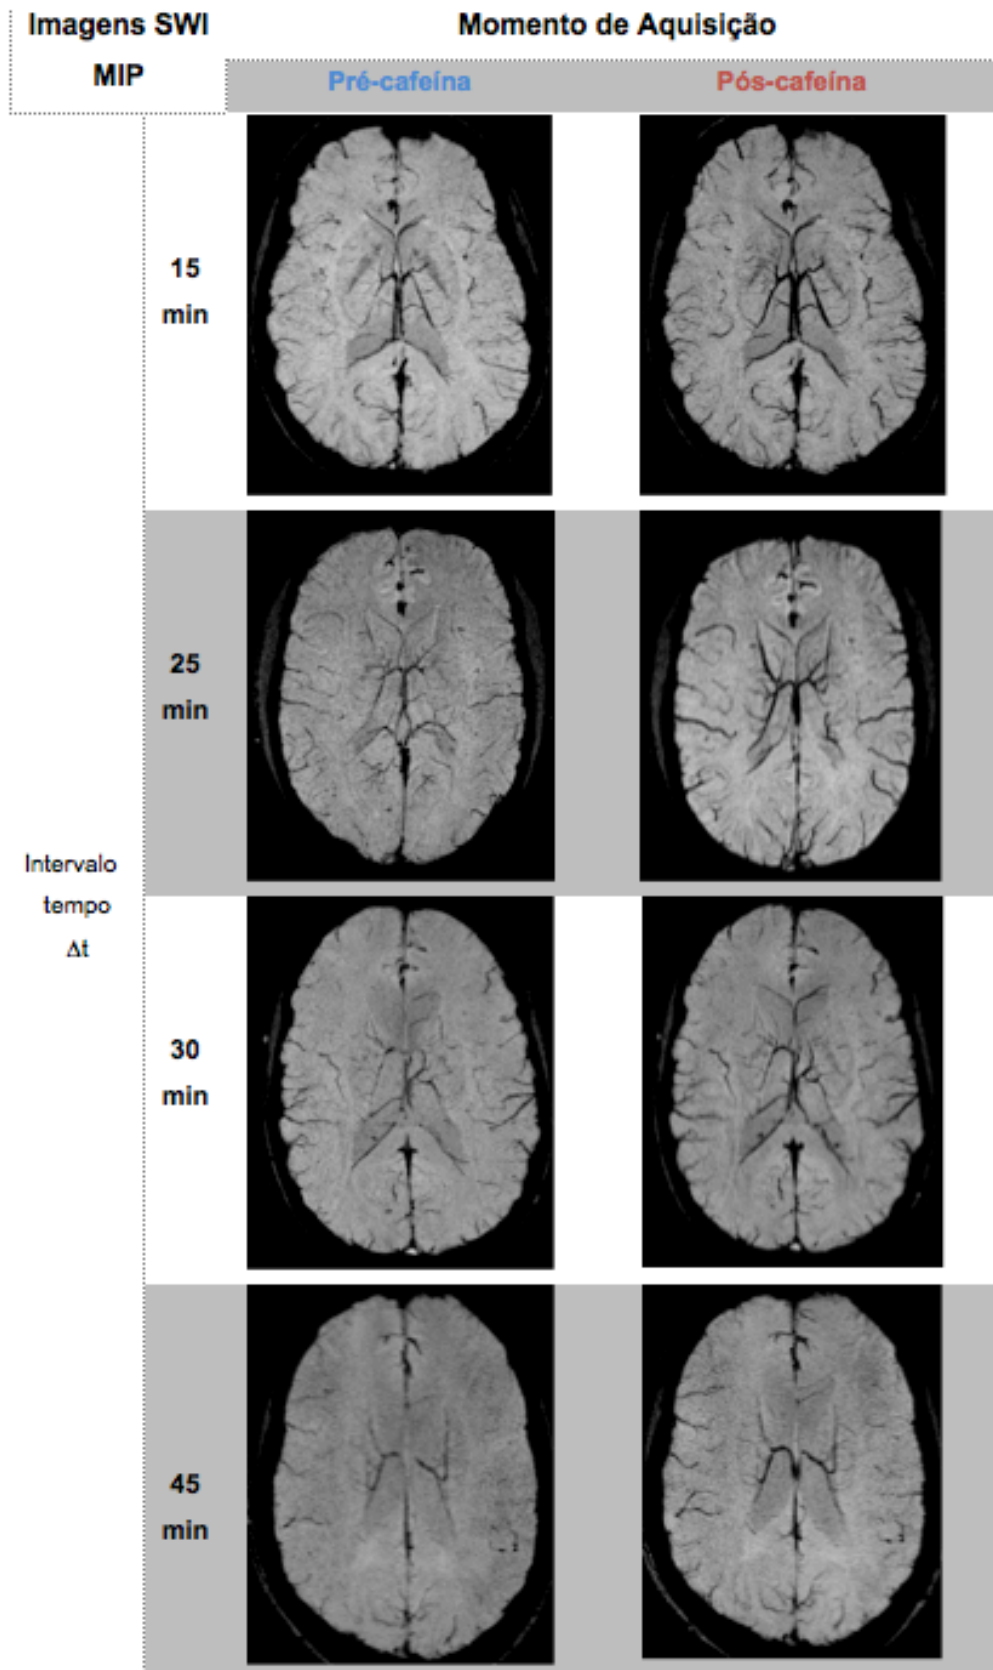 Imagens SWI
MIP
Momento de Aquisição
Pré-cafeína
Pós-cafeína
15
min
25
min
Intervalo
tempo
Δt
30
min
45
min